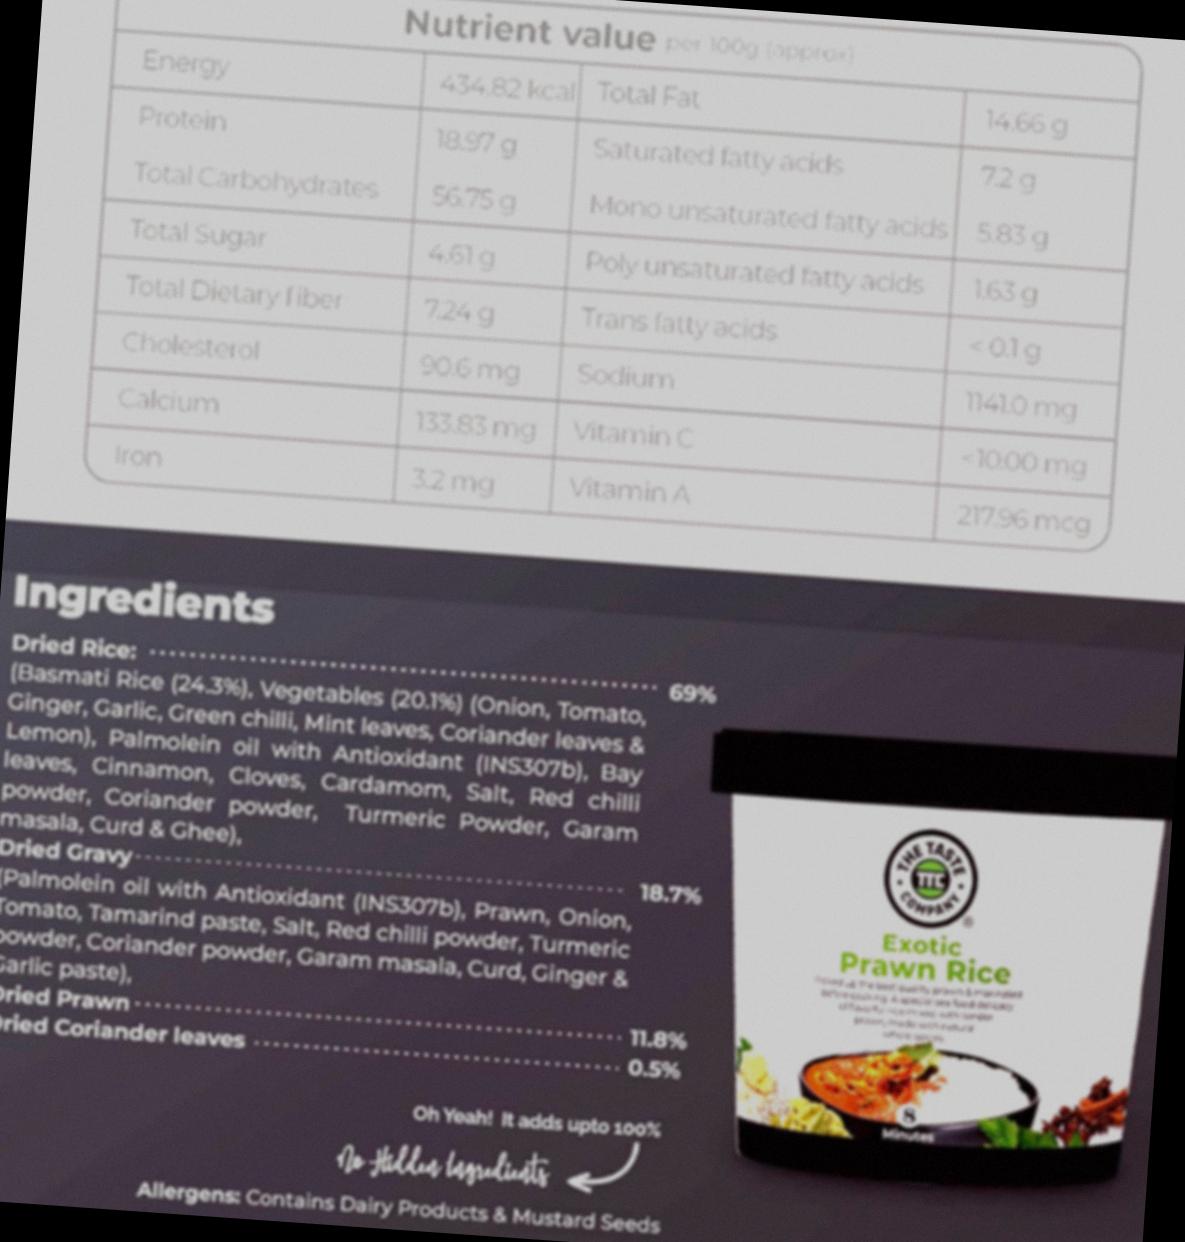 Nutrient value per 100g (approx)
Energy 434.82 kcal Total Fat 14.66 g
Protein 18.97 g Saturated fatty acids 7.2 g
Total Carbohydrates 56.75 g Mono unsaturated fatty acids 5.83 g
Total Sugar 4.61 g Poly unsaturated fatty acids 1.63 g
Total Dietary fiber 7.24 g Trans fatty acids < 0.1 g
Cholesterol 90.6 mg Sodium 1141.0 mg
Calcium 133.83 mg Vitamin C <10.00 mg
Iron 3.2 mg Vitamin A 217.96 mcg
Ingredients
Dried Rice: 69%
(Basmati Rice (24.3%), Vegetables (20.1%) (Onion, Tomato,
Ginger, Garlic, Green chilli, Mint leaves, Coriander leaves &
Lemon), Palmolein oil with Antioxidant (INS307b), Bay
leaves, Cinnamon, Cloves, Cardamom, Salt, Red chilli
powder, Coriander powder, Turmeric Powder, Garam
masala, Curd & Ghee),
Dried Gravy 18.7%
(Palmolein oil with Antioxidant (INS307b), Prawn, Onion,
Tomato, Tamarind paste, Salt, Red chilli powder, Turmeric
powder, Coriander powder, Garam masala, Curd, Ginger &
Garlic paste),
Dried Prawn 11.8%
Dried Coriander leaves 0.5%
Oh Yeah! It adds upto 100%
No Hidden Ingredients
Allergens: Contains Dairy Products & Mustard Seeds
THE TASTE
TTC
COMPANY
®
Exotic
Prawn Rice
8
Minutes